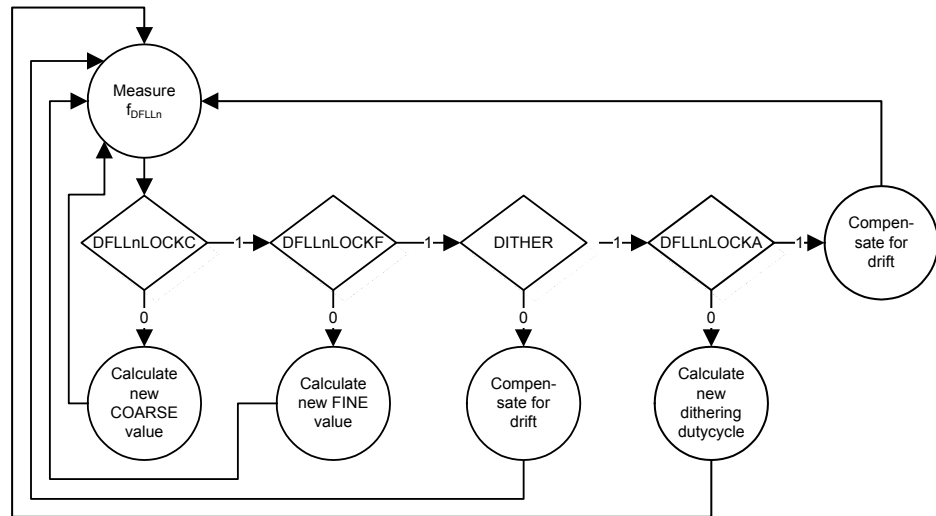 Measure
fDFLLn
DFLLnLOCKC
1
DFLLnLOCKF
1
DITHER
1
DFLLnLOCKA
1
Compen-
sate for
drift
0
0
0
0
Calculate
new
COARSE
value
Calculate
new FINE
value
Compen-
sate for
drift
Calculate
new
dithering
dutycycle